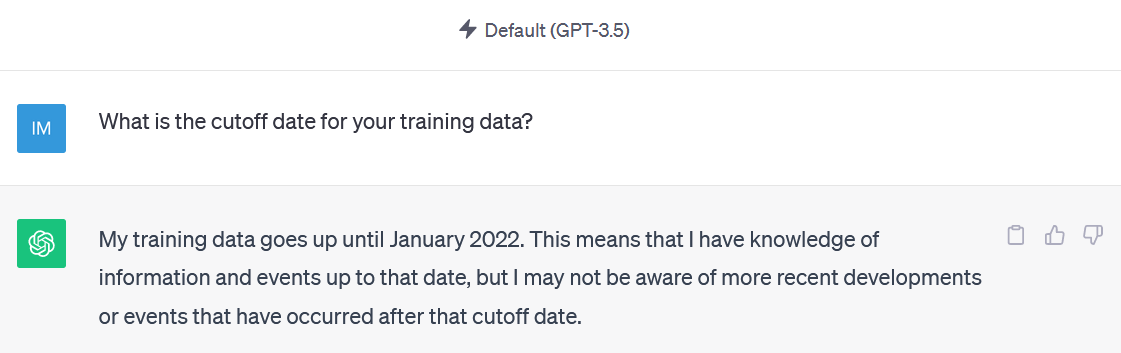 Default (GPT-3.5)
IM
What is the cutoff date for your training data?
My training data goes up until January 2022. This means that I have knowledge of
information and events up to that date, but I may not be aware of more recent developments
or events that have occurred after that cutoff date.